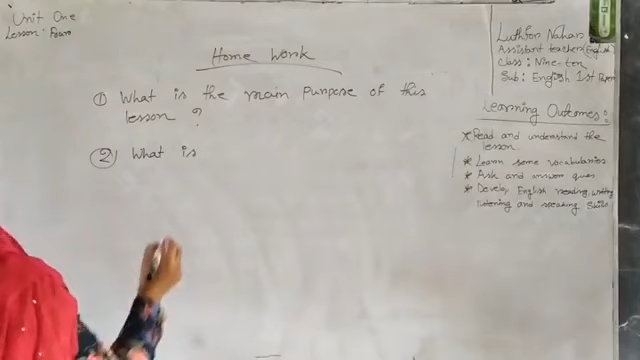 Unit One
Lesson: Four
Luthfor Nahar
Assistant teacher (English)
Class: Nine-ten
Sub: English 1st Paper
Home Work
① What is the main purpose of this
lesson?
② What is
Learning Outcomes:
* Read and understand the
lesson.
* Learn some vocabularies
* Ask and answer ques
* Develop English reading, writing
listening and speaking skills